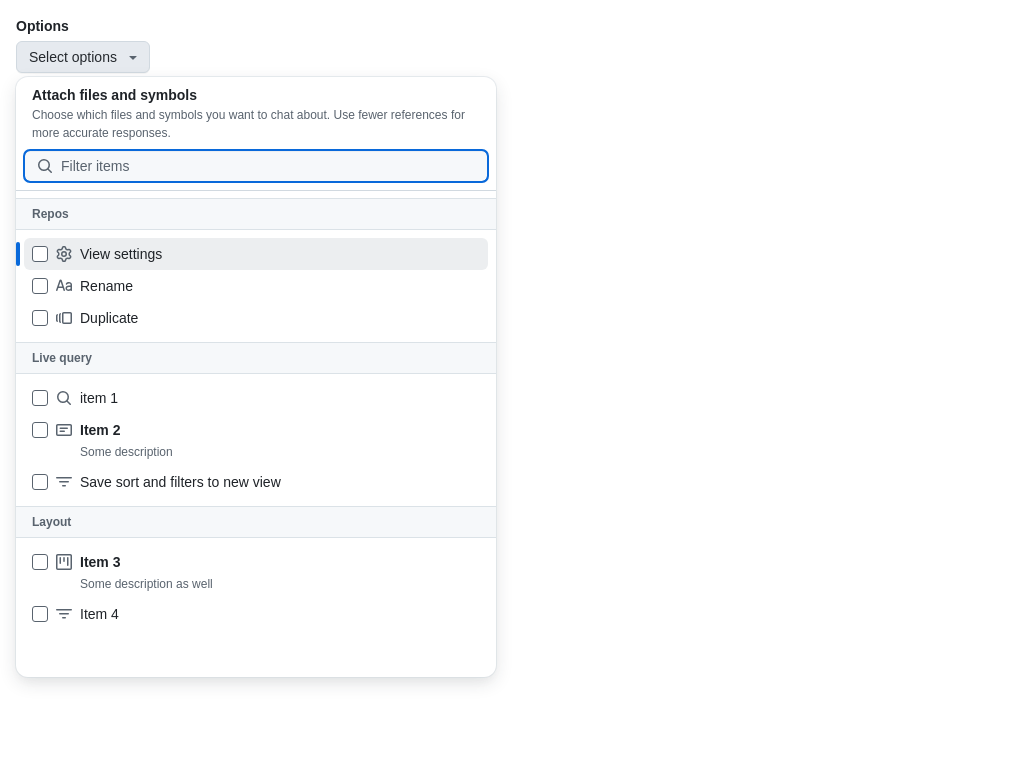 Options
Select options
Attach files and symbols
Choose which files and symbols you want to chat about. Use fewer references for
more accurate responses.
Filter items
Repos
View settings
Rename
Duplicate
Live query
item 1
Item 2
Some description
Save sort and filters to new view
Layout
Item 3
Some description as well
Item 4